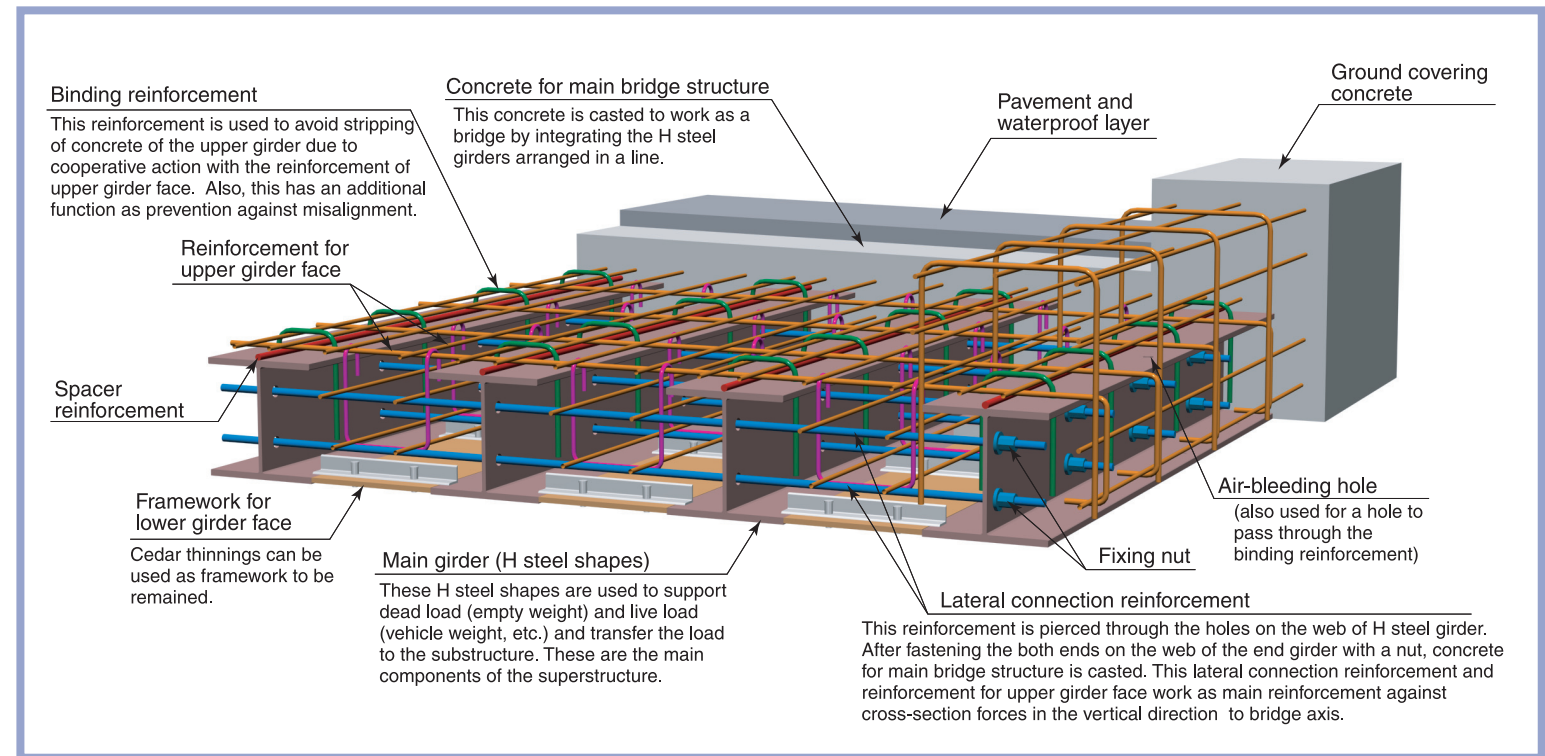 Binding reinforcement
This reinforcement is used to avoid stripping
of concrete of the upper girder due to
cooperative action with the reinforcement of
upper girder face.  Also, this has an additional
function as prevention against misalignment.
Concrete for main bridge structure
This concrete is casted to work as a
bridge by integrating the H steel
girders arranged in a line.
Pavement and
waterproof layer
Ground covering
concrete
Reinforcement for
upper girder face
Spacer
reinforcement
Framework for
lower girder face
Cedar thinnings can be
used as framework to be
remained.
Main girder (H steel shapes)
These H steel shapes are used to support
dead load (empty weight) and live load
(vehicle weight, etc.) and transfer the load
to the substructure. These are the main
components of the superstructure.
Air-bleeding hole
(also used for a hole to
pass through the
binding reinforcement)
Fixing nut
Lateral connection reinforcement
This reinforcement is pierced through the holes on the web of H steel girder.
After fastening the both ends on the web of the end girder with a nut, concrete
for main bridge structure is casted. This lateral connection reinforcement and
reinforcement for upper girder face work as main reinforcement against
cross-section forces in the vertical direction  to bridge axis.